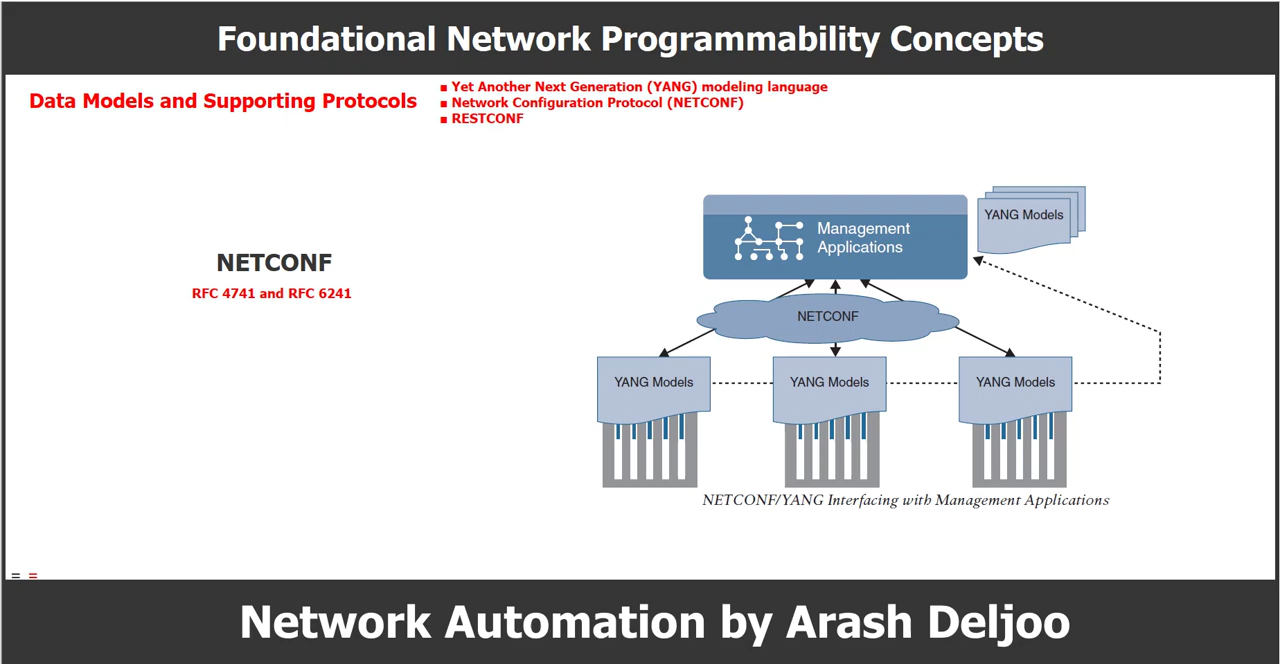 Foundational Network Programmability Concepts
Data Models and Supporting Protocols
▪ Yet Another Next Generation (YANG) modeling language
▪ Network Configuration Protocol (NETCONF)
▪ RESTCONF
NETCONF
RFC 4741 and RFC 6241
Management
Applications
YANG Models
NETCONF
YANG Models
YANG Models
YANG Models
NETCONF/YANG Interfacing with Management Applications
= =
Network Automation by Arash Deljoo